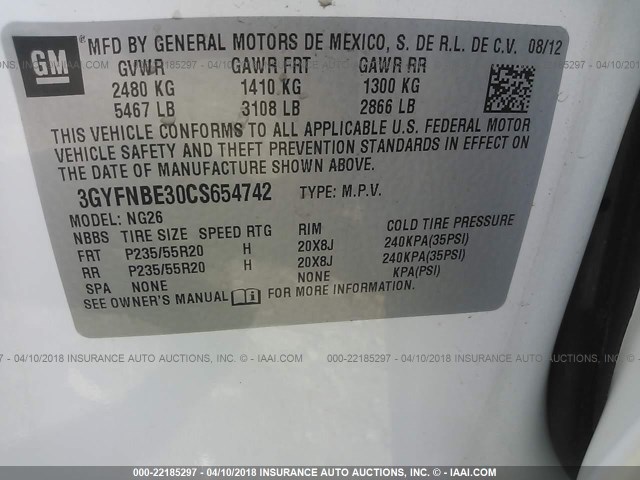 GM
MFD BY GENERAL MOTORS DE MEXICO, S. DE R.L. DE C.V. 08/12
GVWR GAWR FRT GAWR RR
2480 KG 1410 KG 1300 KG
5467 LB 3108 LB 2866 LB
THIS VEHICLE CONFORMS TO ALL APPLICABLE U.S. FEDERAL MOTOR
VEHICLE SAFETY AND THEFT PREVENTION STANDARDS IN EFFECT ON
THE DATE OF MANUFACTURE SHOWN ABOVE.
3GYFNBE30CS654742 TYPE: M.P.V.
MODEL: NG26
NBBS TIRE SIZE SPEED RTG RIM COLD TIRE PRESSURE
FRT P235/55R20 H 20X8J 240KPA(35PSI)
RR P235/55R20 H 20X8J 240KPA(35PSI)
SPA NONE NONE KPA(PSI)
SEE OWNER'S MANUAL FOR MORE INFORMATION.
000-22185297 - 04/10/2018 INSURANCE AUTO AUCTIONS, INC. - © - WWW.IAAI.COM